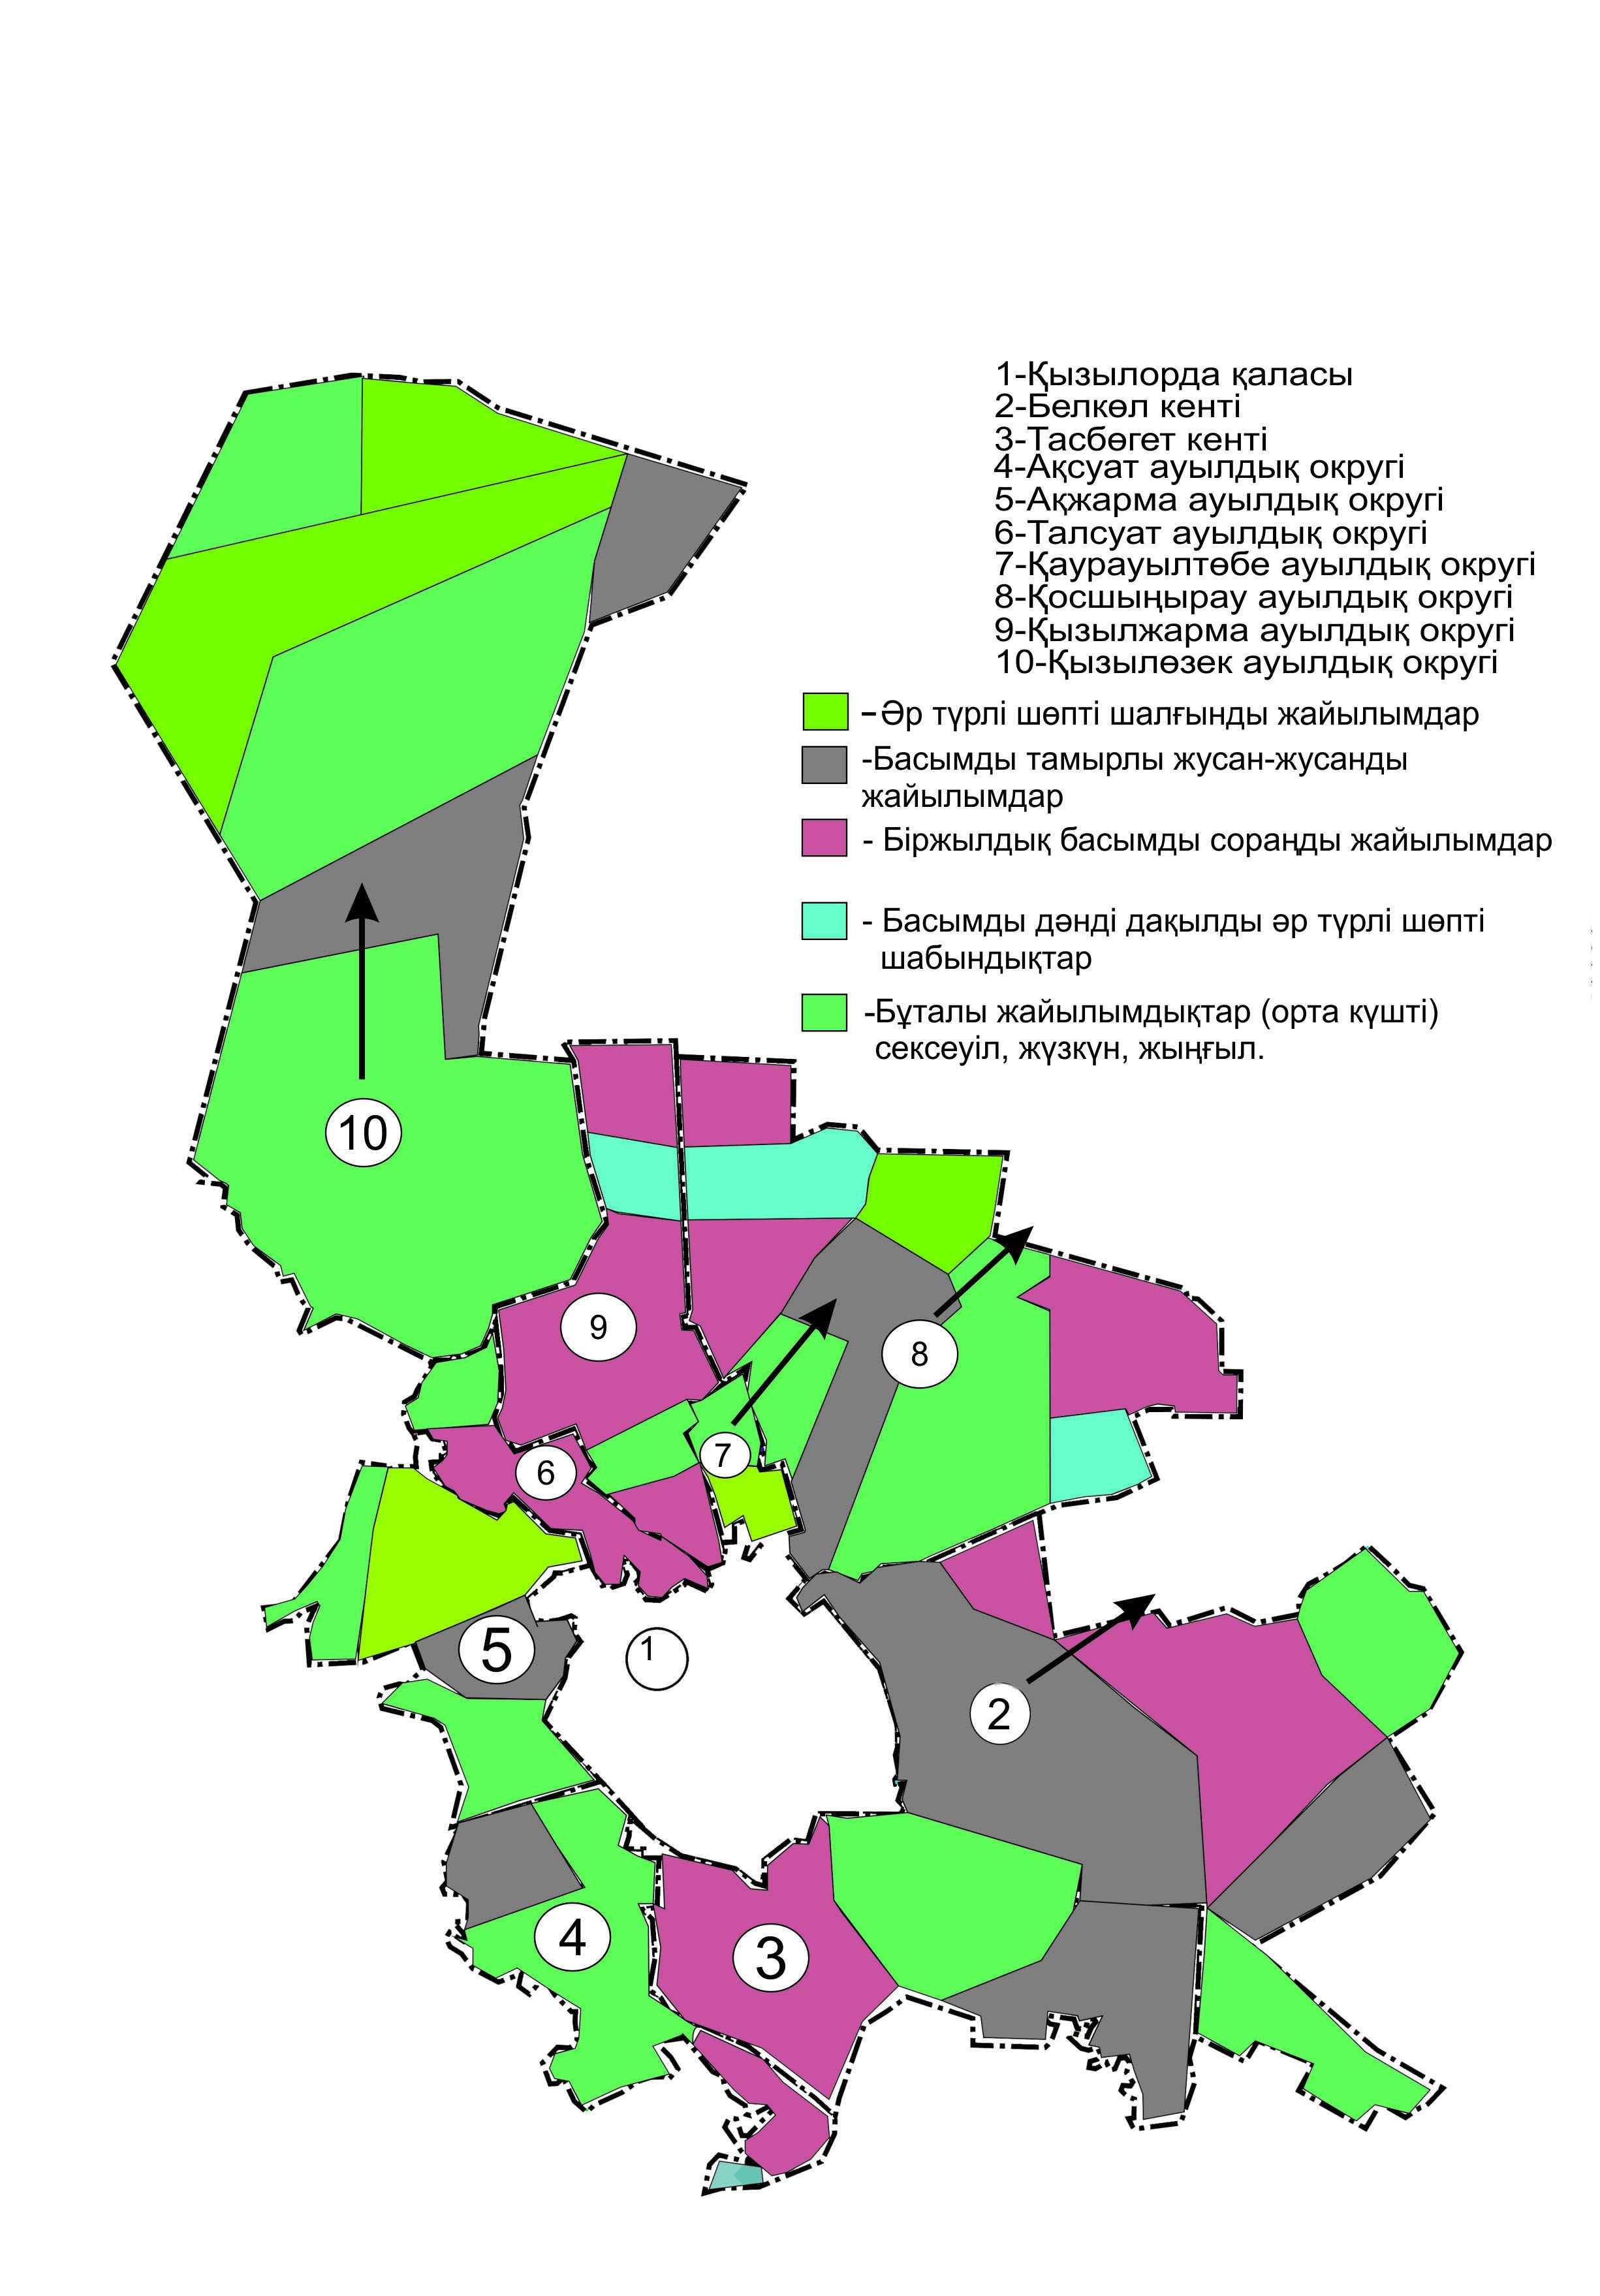 1-Қызылорда қаласы
2-Белкөл кенті
3-Тасбөгет кенті
4-Ақсуат ауылдық округі
5-Ақжарма ауылдық округі
6-Талсуат ауылдық округі
7-Қаурауылтөбе ауылдық округі
8-Қосшыңырау ауылдық округі
9-Қызылжарма ауылдық округі
10-Қызылөзек ауылдық округі
–Әр түрлі шөпті шалғынды жайылымдар
-Басымды тамырлы жусан-жусанды
жайылымдар
- Біржылдық басымды сораңды жайылымдар
- Басымды дәнді дақылды әр түрлі шөпті
шабындықтар
-Бұталы жайылымдықтар (орта күшті)
сексеуіл, жүзкүн, жыңғыл.
10
9
8
7
6
5
1
2
4
3